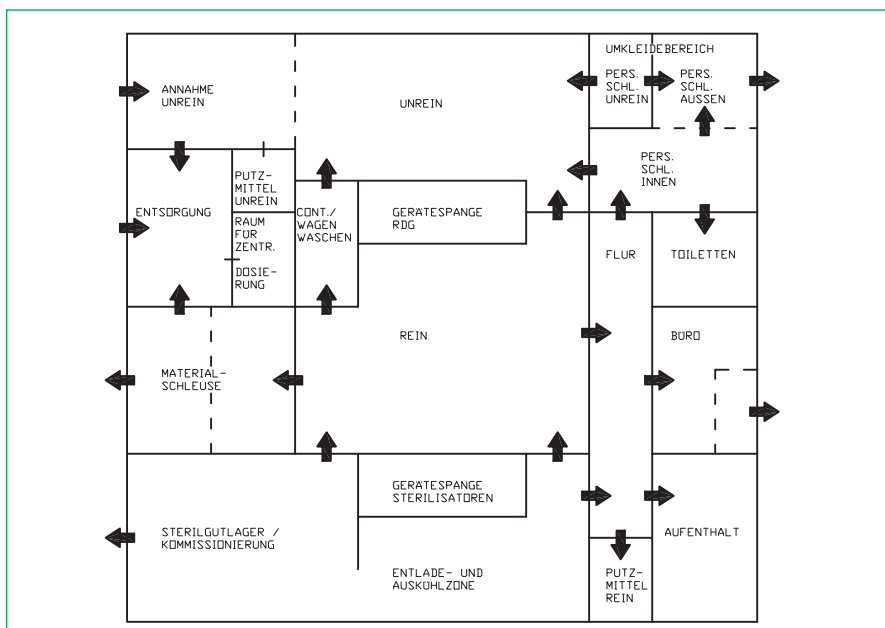 UMKLEIDEBEREICH
ANNAHME
UNREIN
UNREIN
PERS.
SCHL.
UNREIN
PERS.
SCHL.
AUSSEN
PERS.
SCHL.
INNEN
ENTSORGUNG
PUTZ-
MITTEL
UNREIN
RAUM
FÜR
ZENTR.
DOSIE-
RUNG
CONT./
WAGEN
WASCHEN
GERÄTESPANGE
RDG
FLUR
TOILETTEN
MATERIAL-
SCHLEUSE
REIN
BÜRO
GERÄTESPANGE
STERILISATOREN
STERILGUTLAGER /
KOMMISSIONIERUNG
ENTLADE- UND
AUSKÜHLZONE
PUTZ-
MITTEL
REIN
AUFENTHALT